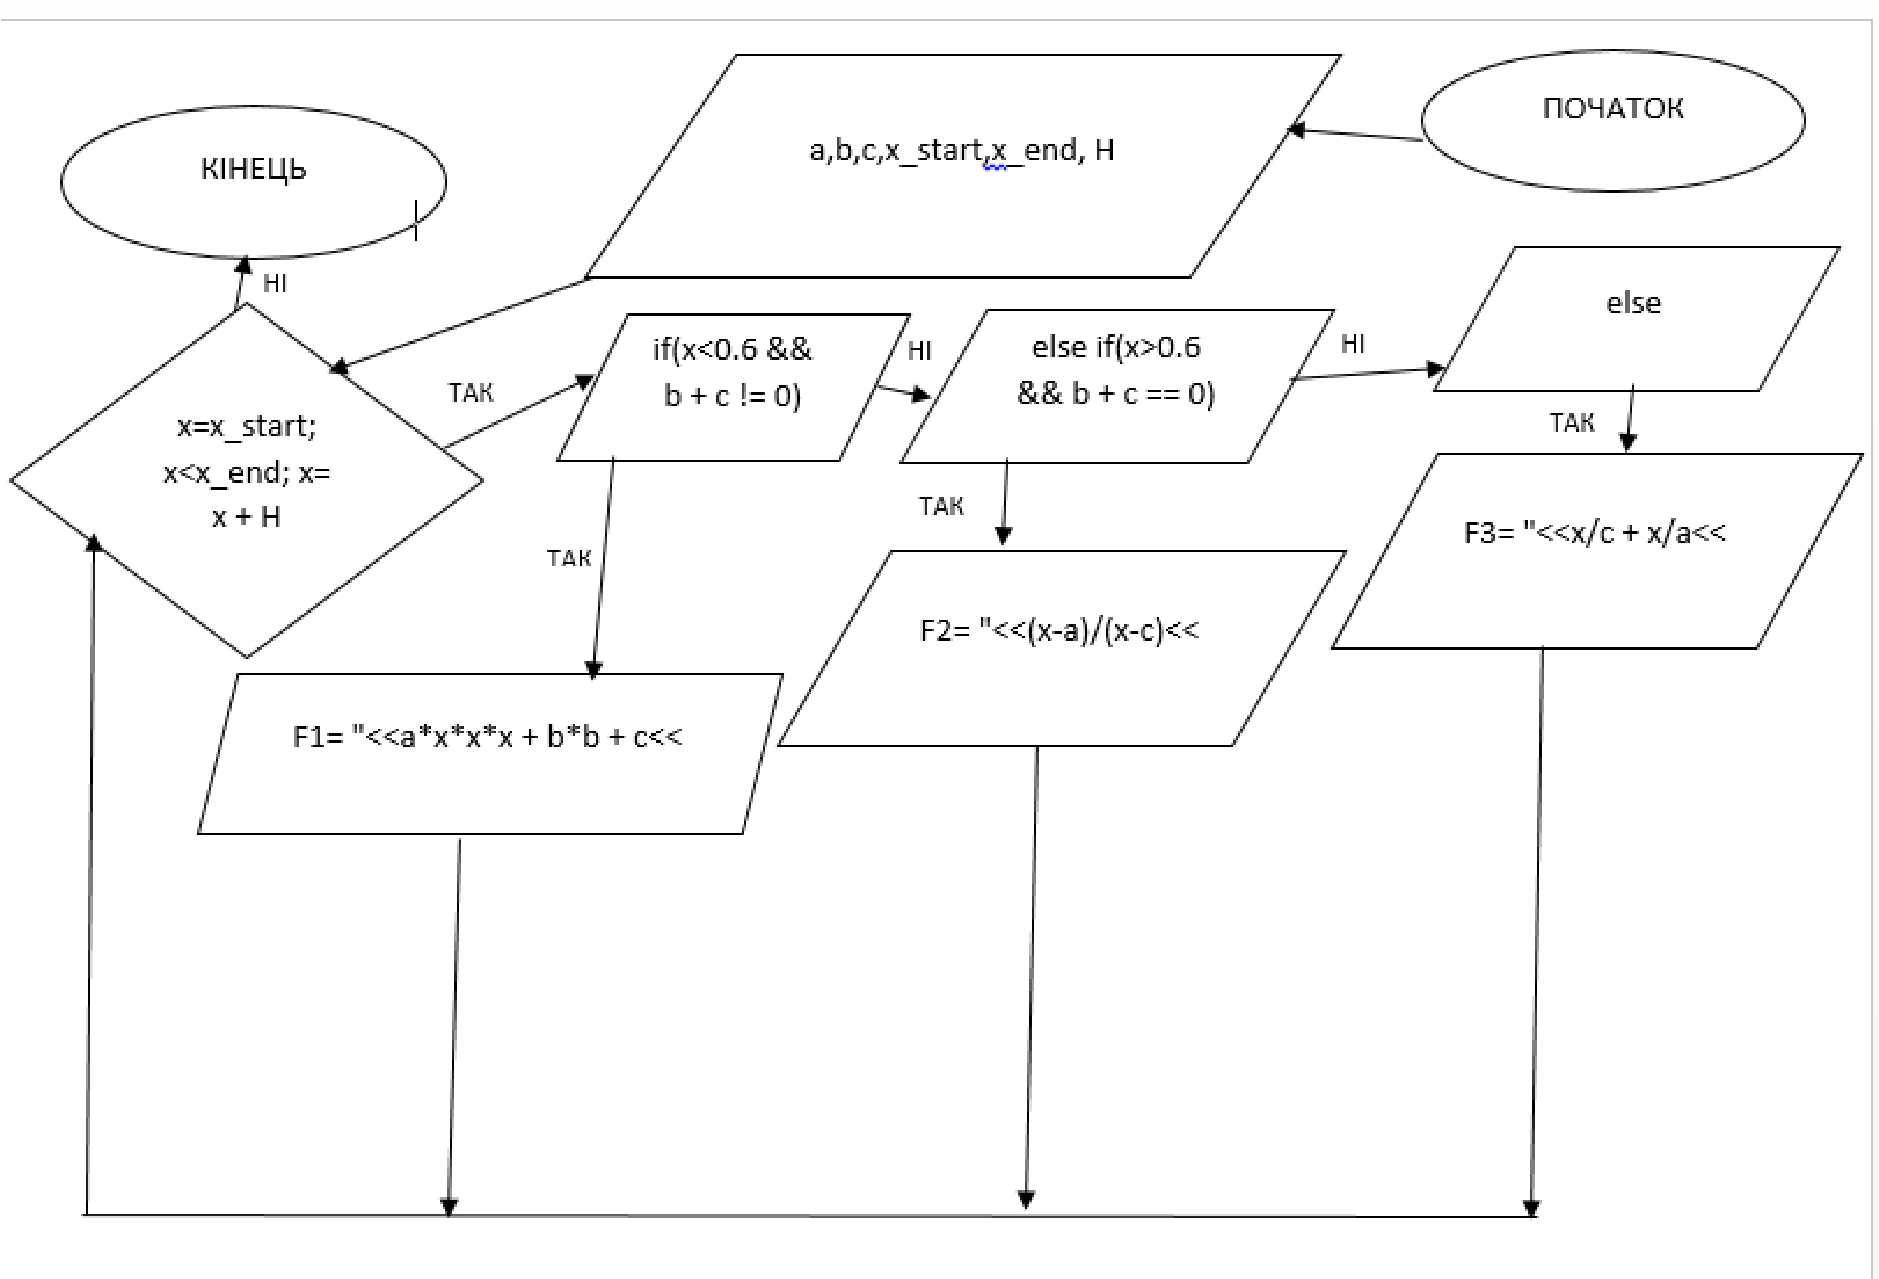 ПОЧАТОК
a,b,c,x_start,x_end, H
КІНЕЦЬ
НІ
x=x_start;
x<x_end; x=
x + H
ТАК
if(x<0.6 &&
b + c != 0)
НІ
else if(x>0.6
&& b + c == 0)
НІ
else
ТАК
ТАК
ТАК
F1= "<<a*x*x*x + b*b + c<<
F2= "<<(x-a)/(x-c)<<
F3= "<<x/c + x/a<<